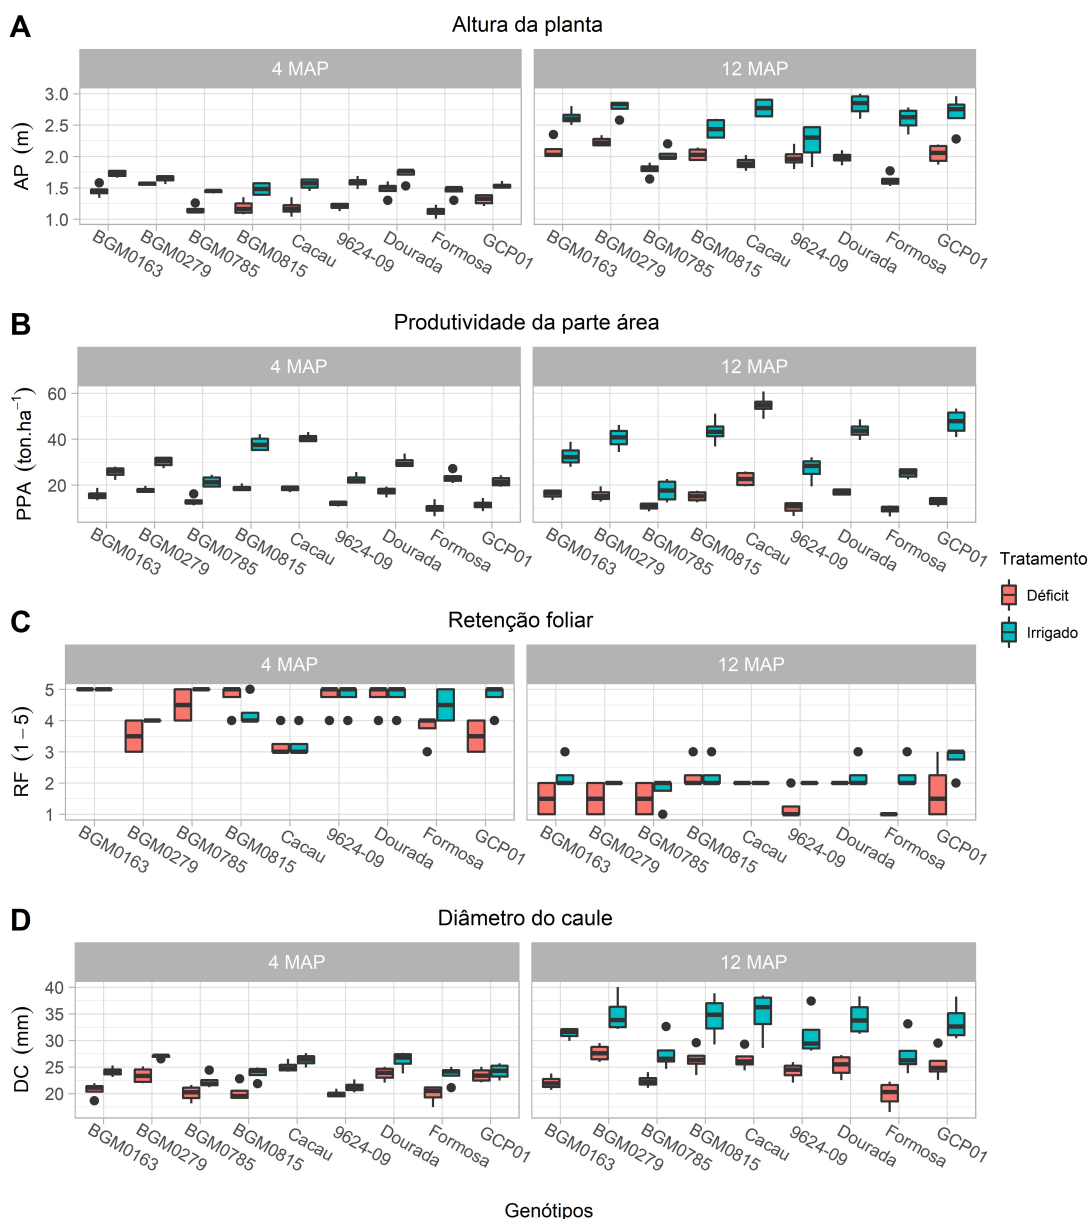 A
Altura da planta
4 MAP
12 MAP
AP (m)
3.0
2.5
2.0
1.5
1.0
BGM0163
BGM0279
BGM0785
BGM0815
Cacau
9624-09
Dourada
Formosa
GCP01
BGM0163
BGM0279
BGM0785
BGM0815
Cacau
9624-09
Dourada
Formosa
GCP01
B
Produtividade da parte área
4 MAP
12 MAP
PPA (ton.ha⁻¹)
60
40
20
BGM0163
BGM0279
BGM0785
BGM0815
Cacau
9624-09
Dourada
Formosa
GCP01
BGM0163
BGM0279
BGM0785
BGM0815
Cacau
9624-09
Dourada
Formosa
GCP01
Tratamento
Déficit
Irrigado
C
Retenção foliar
4 MAP
12 MAP
RF (1−5)
5
4
3
2
1
BGM0163
BGM0279
BGM0785
BGM0815
Cacau
9624-09
Dourada
Formosa
GCP01
BGM0163
BGM0279
BGM0785
BGM0815
Cacau
9624-09
Dourada
Formosa
GCP01
D
Diâmetro do caule
4 MAP
12 MAP
DC (mm)
40
35
30
25
20
BGM0163
BGM0279
BGM0785
BGM0815
Cacau
9624-09
Dourada
Formosa
GCP01
BGM0163
BGM0279
BGM0785
BGM0815
Cacau
9624-09
Dourada
Formosa
GCP01
Genótipos